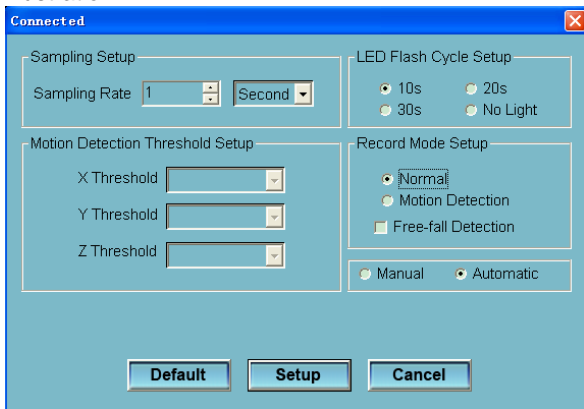 Connected
Sampling Setup
Sampling Rate 1 Second
LED Flash Cycle Setup
10s 20s
30s No Light
Motion Detection Threshold Setup
X Threshold
Y Threshold
Z Threshold
Record Mode Setup
Normal
Motion Detection
Free-fall Detection
Manual Automatic
Default Setup Cancel